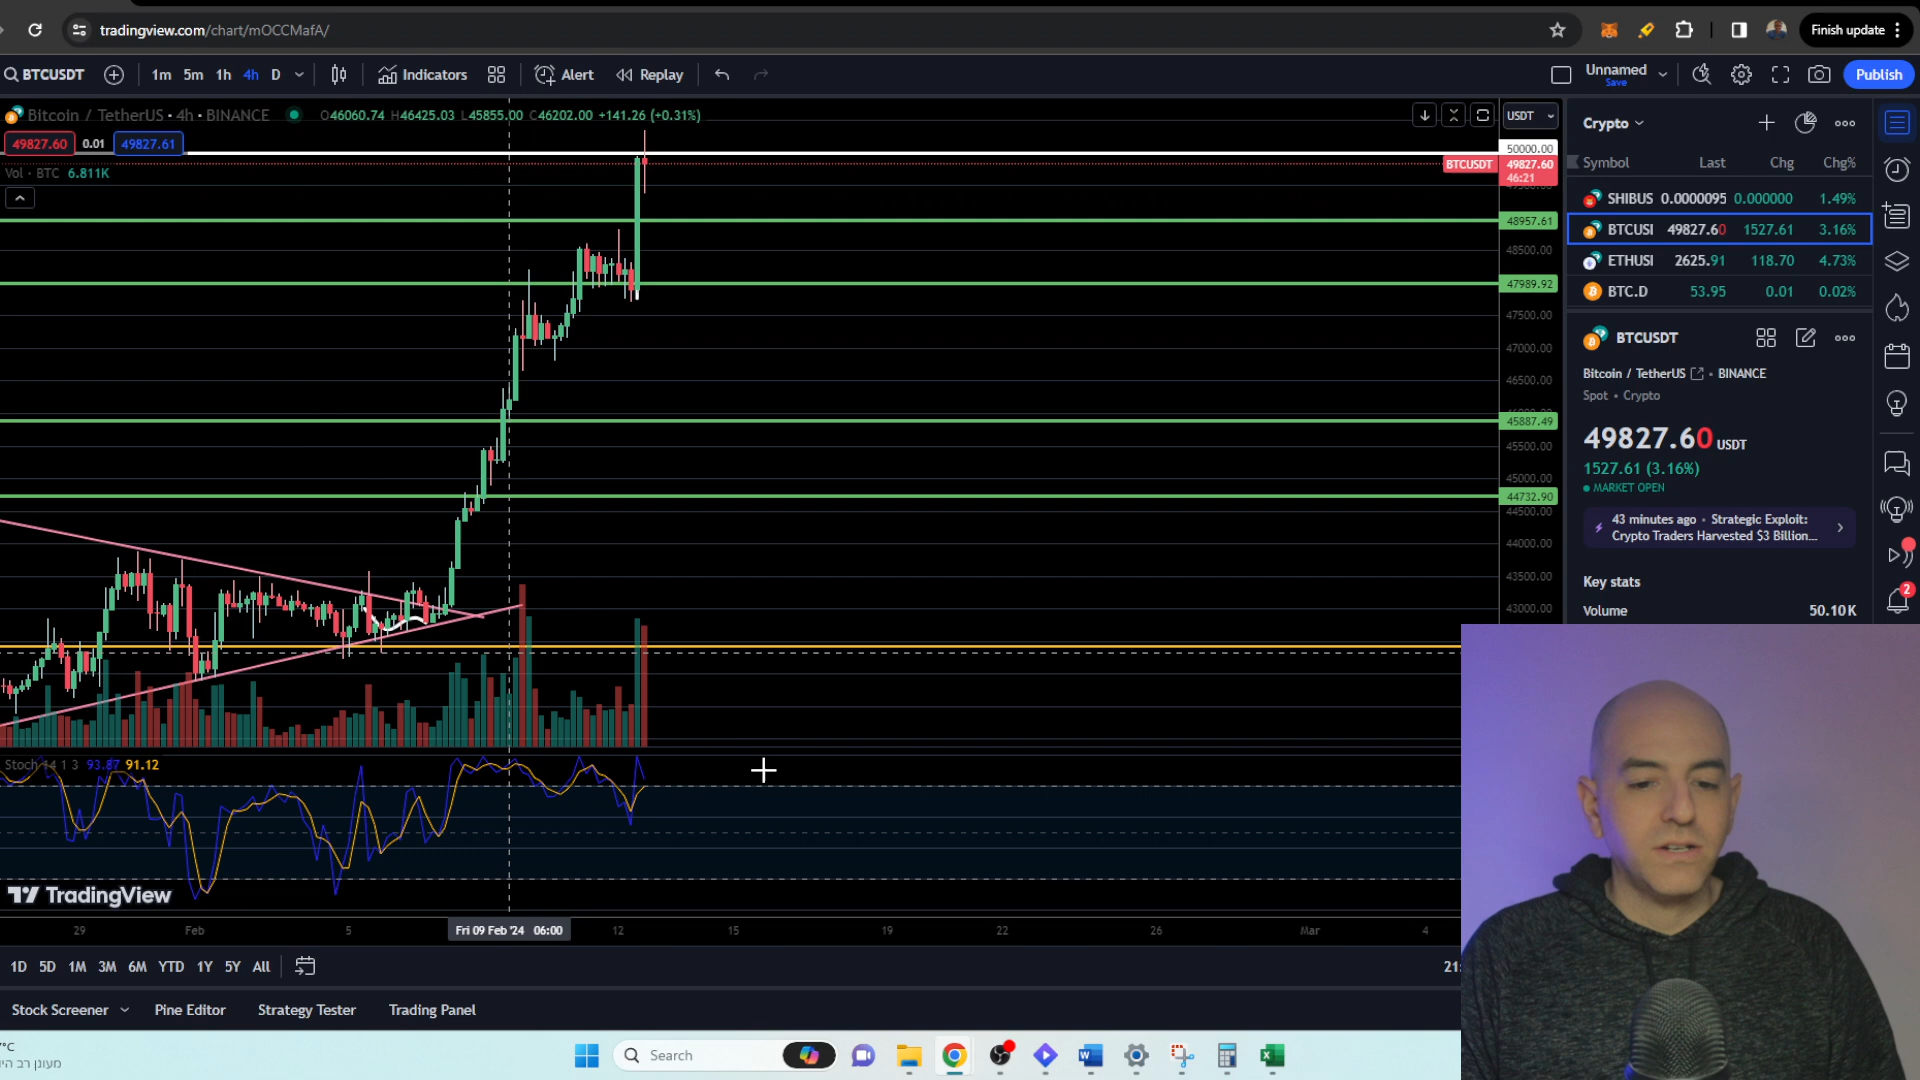 tradingview.com/chart/mOCCMafA/
Finish update
BTCUSDT 1m 5m 1h 4h D Indicators Alert Replay Unnamed Save Publish
Bitcoin / TetherUS • 4h • BINANCE O46060.74 H46425.03 L45855.00 C46202.00 +141.26 (+0.31%) USDT
49827.60 0.01 49827.61
Vol · BTC 6.811K
50000.00
BTCUSDT 49827.60
46:21
48957.61
48500.00
47989.92
47500.00
47000.00
46500.00
45887.49
45500.00
45000.00
44732.90
44500.00
44000.00
43500.00
43000.00
Crypto
Symbol Last Chg Chg%
SHIBUS 0.0000095 0.000000 1.49%
BTCUSI 49827.60 1527.61 3.16%
ETHUSI 2625.91 118.70 4.73%
BTC.D 53.95 0.01 0.02%
BTCUSDT
Bitcoin / TetherUS • BINANCE
Spot • Crypto
49827.60 USDT
1527.61 (3.16%)
MARKET OPEN
43 minutes ago • Strategic Exploit:
Crypto Traders Harvested $3 Billion...
Key stats
Volume 50.10K
2
Stoch 14 1 3 93.87 91.12
TradingView
29 Feb 5 Fri 09 Feb '24 06:00 12 15 19 22 26 Mar 4
1D 5D 1M 3M 6M YTD 1Y 5Y All
21:
Stock Screener Pine Editor Strategy Tester Trading Panel
°C
Search